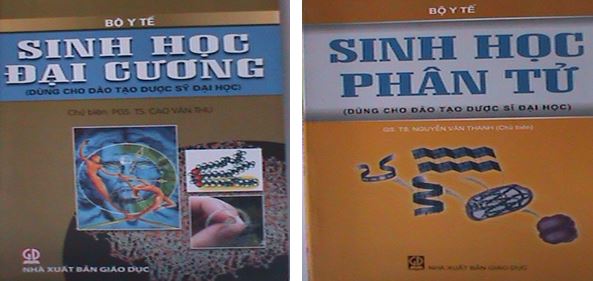 BỘ Y TẾ
SINH HỌC
ĐẠI CƯƠNG
(DÙNG CHO ĐÀO TẠO DƯỢC SỸ ĐẠI HỌC)
Chủ biên: PGS. TS. CAO VĂN THU
NHÀ XUẤT BẢN GIÁO DỤC
BỘ Y TẾ
SINH HỌC
PHÂN TỬ
(DÙNG CHO ĐÀO TẠO DƯỢC SĨ ĐẠI HỌC)
GS. TS. NGUYỄN VĂN THANH (Chủ biên)
NHÀ XUẤT BẢN GIÁO DỤC